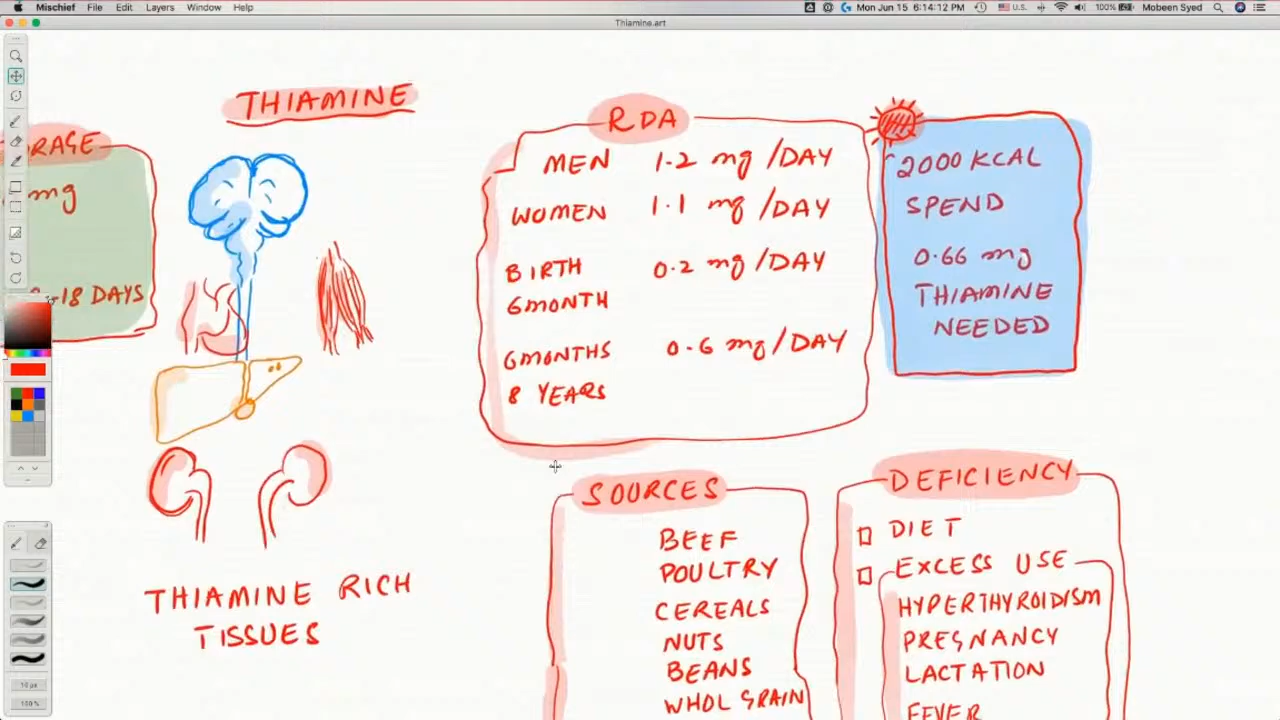 Mischief File Edit Layers Window Help
Mon Jun 15 6:14:12 PM U.S. 100% Mobeen Syed
Thiamine.art
RAGE
mg
-18 DAYS
THIAMINE
THIAMINE RICH
TISSUES
RDA
MEN 1.2 mg/DAY
WOMEN 1.1 mg/DAY
BIRTH 0.2 mg/DAY
6MONTH
6MONTHS 0.6 mg/DAY
8 YEARS
2000 KCAL
SPEND
0.66 mg
THIAMINE
NEEDED
SOURCES
BEEF
POULTRY
CEREALS
NUTS
BEANS
WHOL GRAIN
DEFICIENCY
DIET
EXCESS USE
HYPERTHYROIDISM
PREGNANCY
LACTATION
FEVER
10 px
100%